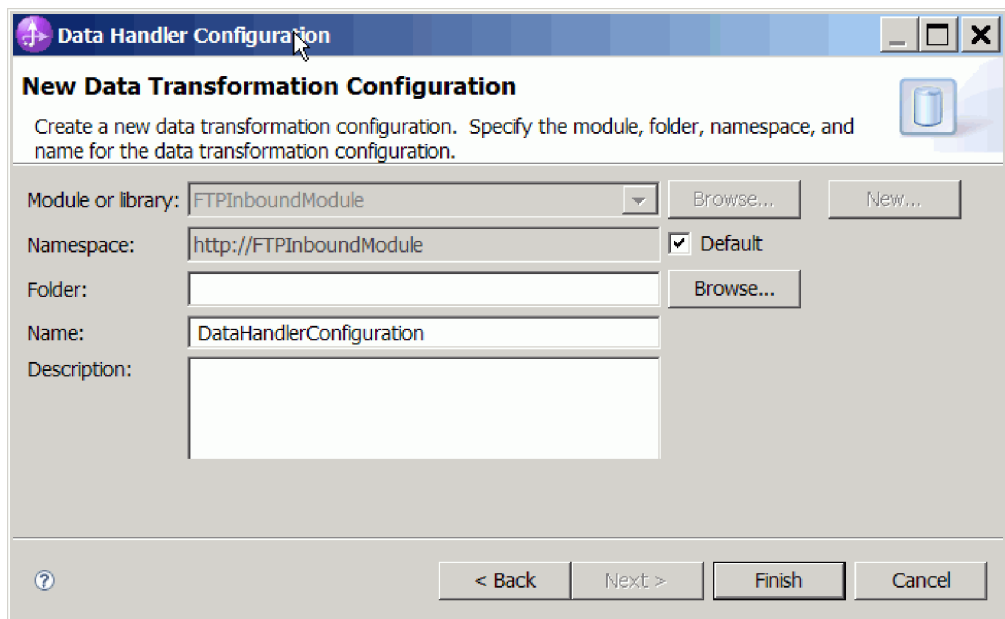 Data Handler Configuration
New Data Transformation Configuration
Create a new data transformation configuration. Specify the module, folder, namespace, and
name for the data transformation configuration.
Module or library: FTPInboundModule Browse... New...
Namespace: http://FTPInboundModule Default
Folder: Browse...
Name: DataHandlerConfiguration
Description:
? < Back Next > Finish Cancel